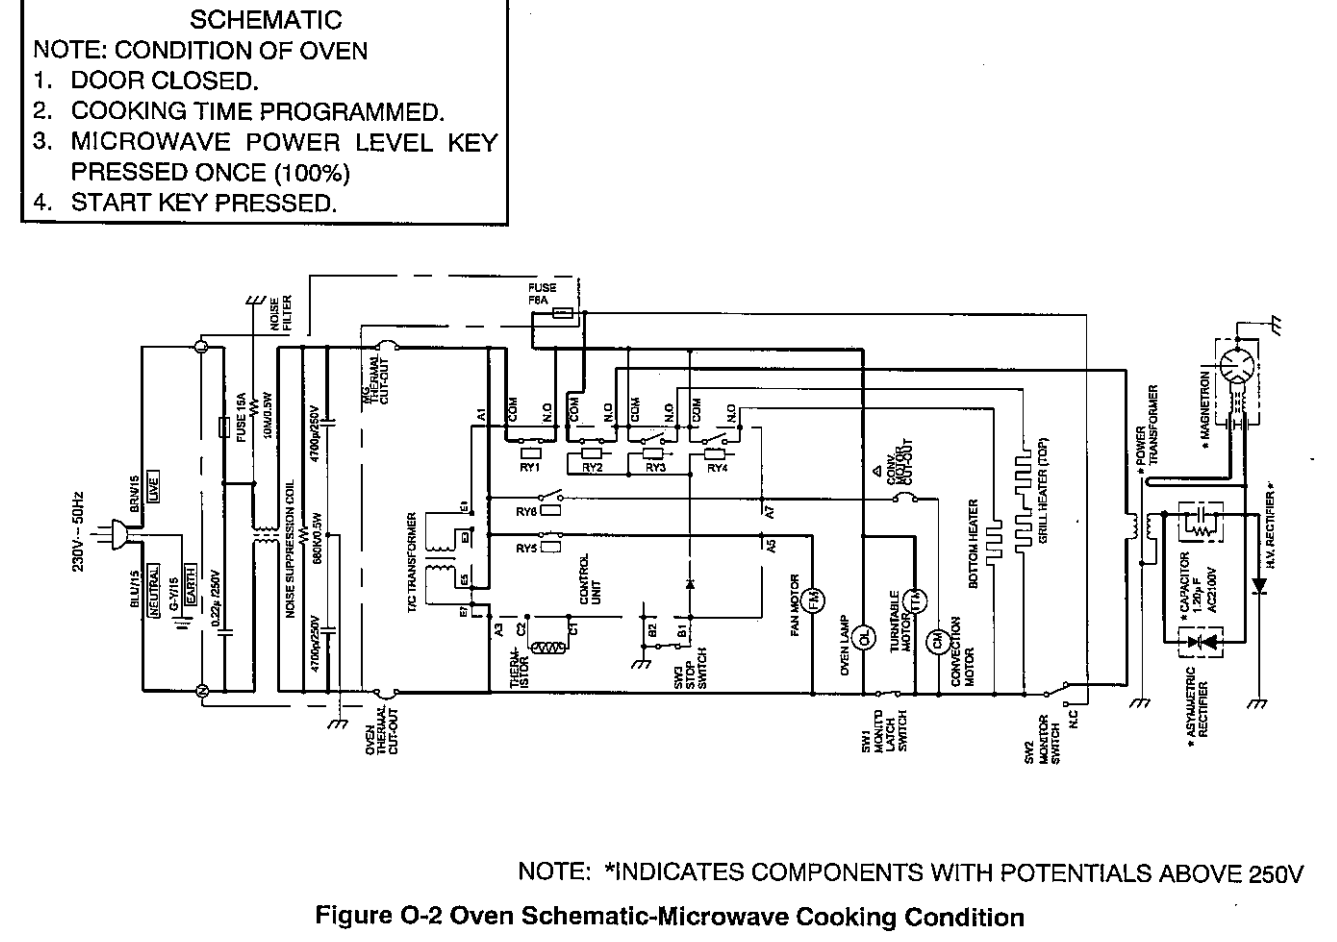 SCHEMATIC
NOTE: CONDITION OF OVEN
1. DOOR CLOSED.
2. COOKING TIME PROGRAMMED.
3. MICROWAVE POWER LEVEL KEY
PRESSED ONCE (100%)
4. START KEY PRESSED.
230V~50Hz
BRN/15
LIVE
BLU/15
NEUTRAL
G-Y/15
EARTH
L
N
NOISE
FILTER
FUSE 15A
10M/0.5W
0.22μ /250V
NOISE SUPPRESSION COIL
4700p/250V
680K/0.5W
4700p/250V
MG
THERMAL
CUT-OUT
OVEN
THERMAL
CUT-OUT
T/C TRANSFORMER
E3
E5
E7
A1
A3
C2
C1
THERM-
ISTOR
FUSE
F8A
COM
N.O
COM
N.O
COM
N.O
COM
N.O
RY1
RY2
RY3
RY4
RY6
RY5
CONTROL
UNIT
B2
B1
SW3
STOP
SWITCH
A7
A5
FAN MOTOR
FM
OVEN LAMP
OL
TURNTABLE
MOTOR
TTM
CONV.
MOTOR
CUT-OUT
CM
CONVECTION
MOTOR
BOTTOM HEATER
GRILL HEATER (TOP)
SW1
MONIT'D
LATCH
SWITCH
SW2
MONITOR
SWITCH
N.C
* POWER
TRANSFORMER
* MAGNETRON
* CAPACITOR
1.20μ F
AC2100V
H.V. RECTIFIER *
* ASYMMETRIC
RECTIFIER
NOTE: *INDICATES COMPONENTS WITH POTENTIALS ABOVE 250V
Figure O-2 Oven Schematic-Microwave Cooking Condition